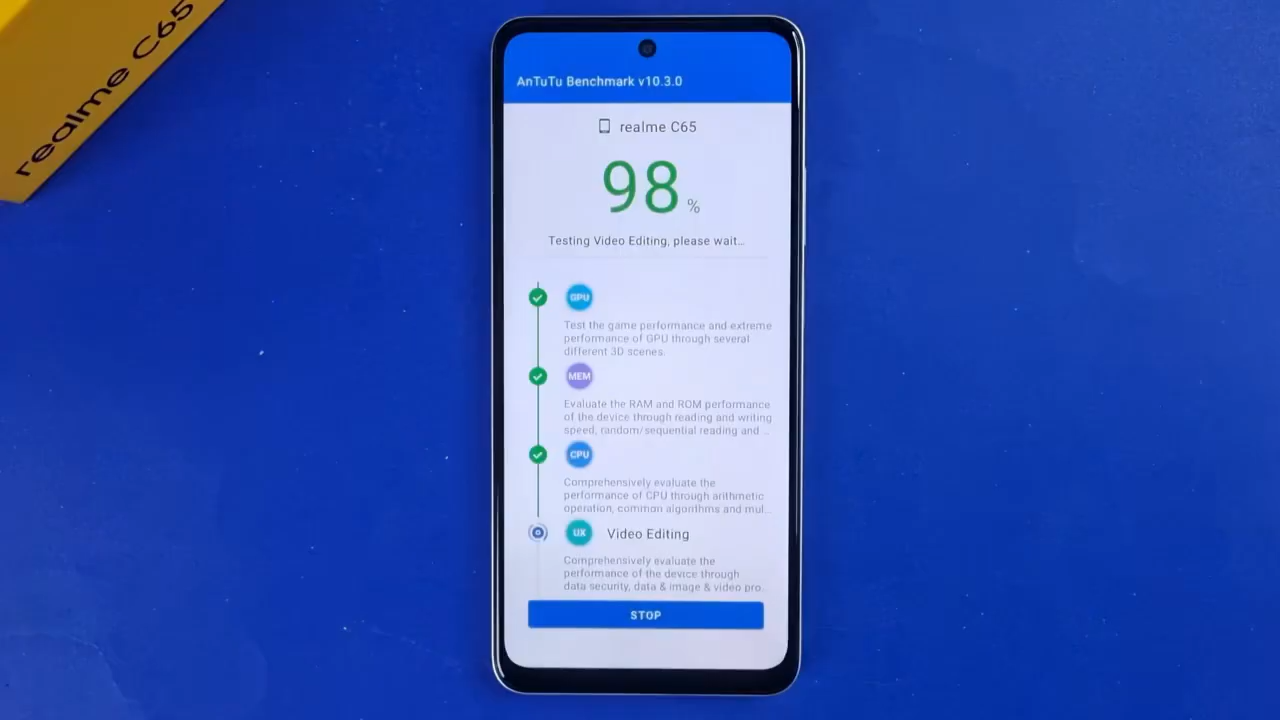 realme C65
AnTuTu Benchmark v10.3.0
realme C65
98 %
Testing Video Editing, please wait...
GPU
Test the game performance and extreme
performance of GPU through several
different 3D scenes.
MEM
Evaluate the RAM and ROM performance
of the device through reading and writing
speed, random/sequential reading and ...
CPU
Comprehensively evaluate the
performance of CPU through arithmetic
operation, common algorithms and mul...
UX Video Editing
Comprehensively evaluate the
performance of the device through
data security, data & image & video pro...
STOP